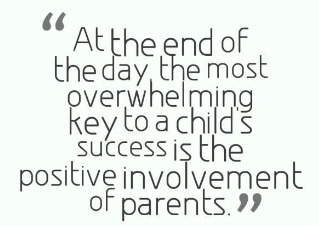 “At the end of
the day, the most
overwhelming
key to a child's
success is the
positive involvement
of parents.”